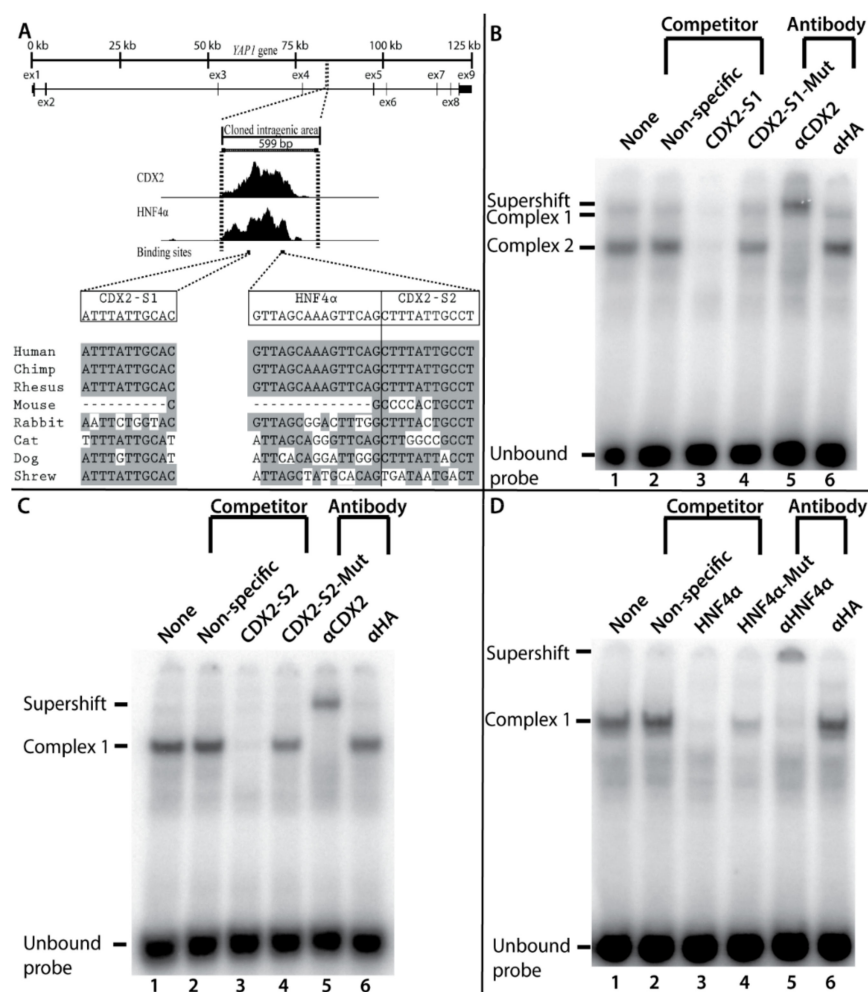 A
0 kb 25 kb 50 kb YAP1 gene 75 kb 100 kb 125 kb
ex1 ex3 ex4 ex5 ex7 ex9
ex2 ex6 ex8
Cloned intragenic area
599 bp
CDX2
HNF4α
Binding sites
CDX2-S1 HNF4α CDX2-S2
ATTTATTGCAC GTTAGCAAAGTTCAGCTTTATTGCCT
Human ATTTATTGCAC GTTAGCAAAGTTCAGCTTTATTGCCT
Chimp ATTTATTGCAC GTTAGCAAAGTTCAGCTTTATTGCCT
Rhesus ATTTATTGCAC GTTAGCAAAGTTCAGCTTTATTGCCT
Mouse ----------C --------------GCCCCACTGCCT
Rabbit AATTCTGGTAC GTTAGCGGACTTTGGCTTTACTGCCT
Cat TTTTATTGCAT ATTAGCAGGGTTCAGCTTGGCCGCCT
Dog ATTTGTTGCAT ATTCACAGGATTGGGCTTTATTACCT
Shrew ATTTATTGCAC ATTAGCTATGCACAGTGATAATGACT
B
Competitor Antibody
None Non-specific CDX2-S1 CDX2-S1-Mut αCDX2 αHA
Supershift
Complex 1
Complex 2
Unbound
probe
1 2 3 4 5 6
C
Competitor Antibody
None Non-specific CDX2-S2 CDX2-S2-Mut αCDX2 αHA
Supershift
Complex 1
Unbound
probe
1 2 3 4 5 6
D
Competitor Antibody
None Non-specific HNF4α HNF4α-Mut αHNF4α αHA
Supershift
Complex 1
Unbound
probe
1 2 3 4 5 6